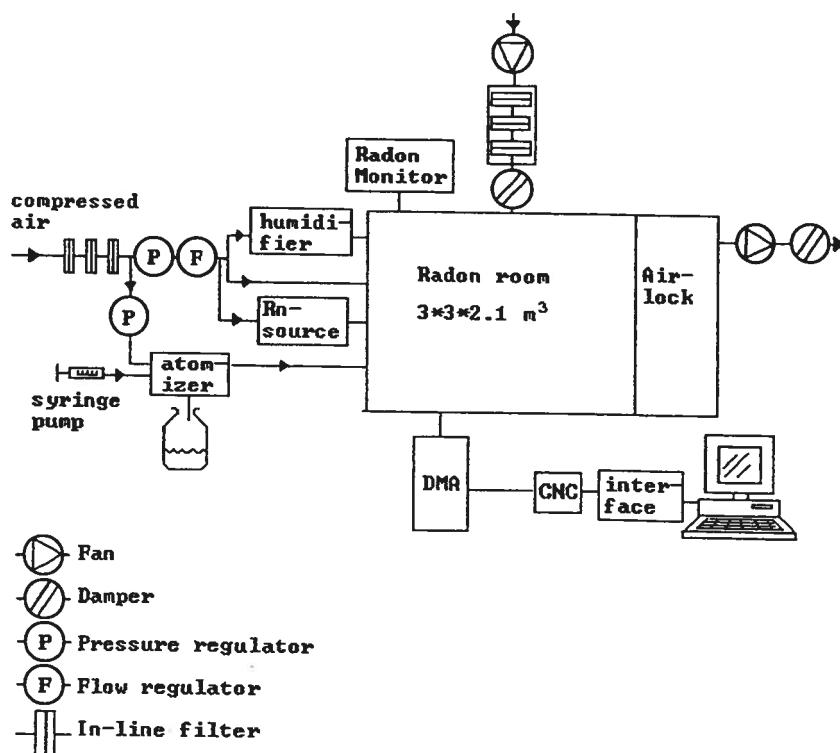 Radon
Monitor
compressed
air
humidi-
fier
P
F
Radon room
3*3*2.1 m³
Air-
lock
Rn-
source
P
atom-
izer
syringe
pump
DMA
CNC
inter-
face
Fan
Damper
P Pressure regulator
F Flow regulator
In-line filter